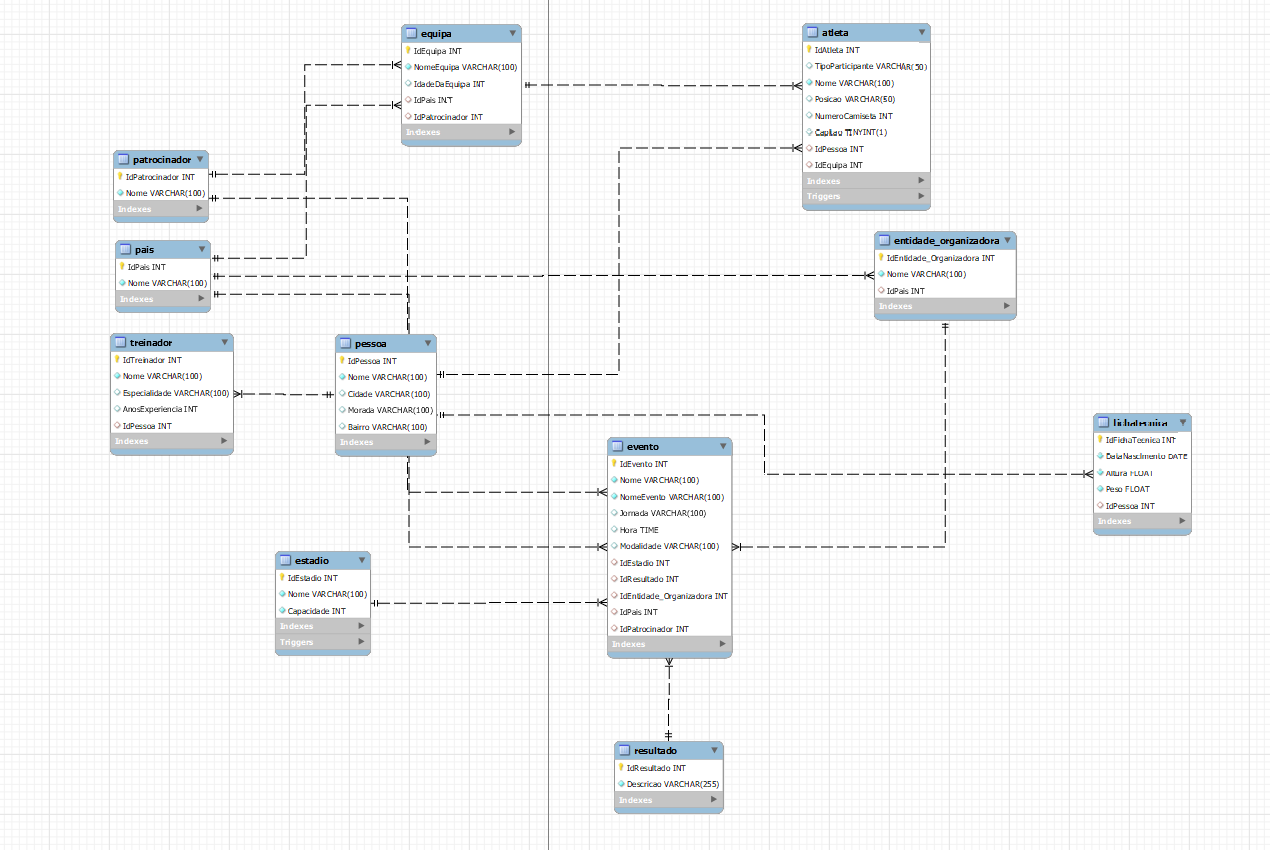 equipa
IdEquipa INT
NomeEquipa VARCHAR(100)
IdadeDaEquipa INT
IdPais INT
IdPatrocinador INT
Indexes
atleta
IdAtleta INT
TipoParticipante VARCHAR(50)
Nome VARCHAR(100)
Posicao VARCHAR(50)
NumeroCamiseta INT
Capitao TINYINT(1)
IdPessoa INT
IdEquipa INT
Indexes
Triggers
patrocinador
IdPatrocinador INT
Nome VARCHAR(100)
Indexes
pais
IdPais INT
Nome VARCHAR(100)
Indexes
entidade_organizadora
IdEntidade_Organizadora INT
Nome VARCHAR(100)
IdPais INT
Indexes
treinador
IdTreinador INT
Nome VARCHAR(100)
Especialidade VARCHAR(100)
AnosExperiencia INT
IdPessoa INT
Indexes
pessoa
IdPessoa INT
Nome VARCHAR(100)
Cidade VARCHAR(100)
Morada VARCHAR(100)
Bairro VARCHAR(100)
Indexes
fichatecnica
IdFichaTecnica INT
DataNascimento DATE
Altura FLOAT
Peso FLOAT
IdPessoa INT
Indexes
evento
IdEvento INT
Nome VARCHAR(100)
NomeEvento VARCHAR(100)
Jornada VARCHAR(100)
Hora TIME
Modalidade VARCHAR(100)
IdEstadio INT
IdResultado INT
IdEntidade_Organizadora INT
IdPais INT
IdPatrocinador INT
Indexes
estadio
IdEstadio INT
Nome VARCHAR(100)
Capacidade INT
Indexes
Triggers
resultado
IdResultado INT
Descricao VARCHAR(255)
Indexes